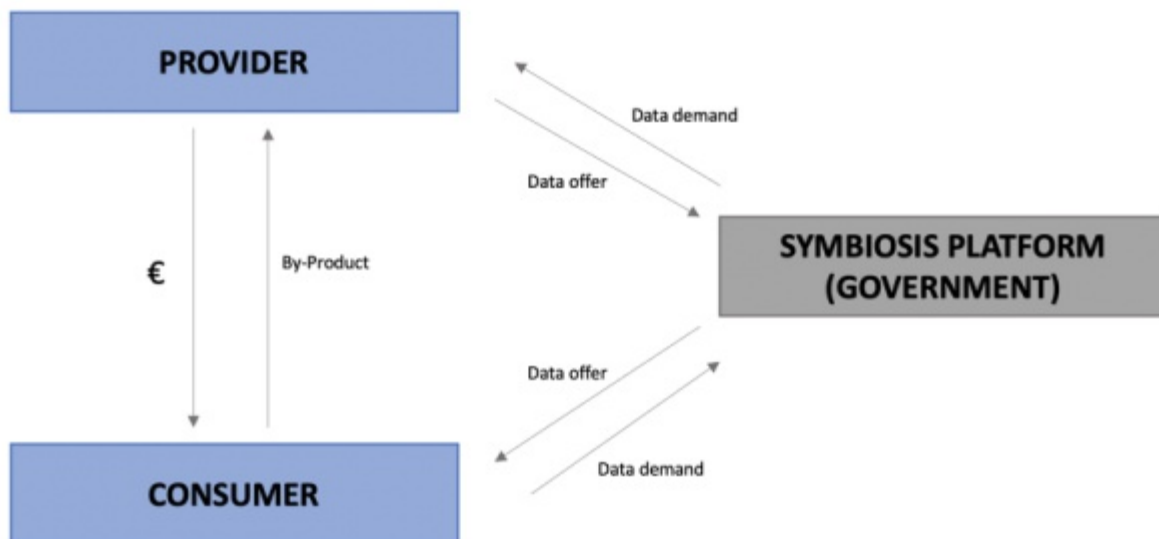 PROVIDER
Data demand
Data offer
SYMBIOSIS PLATFORM
(GOVERNMENT)
€
By-Product
Data offer
Data demand
CONSUMER